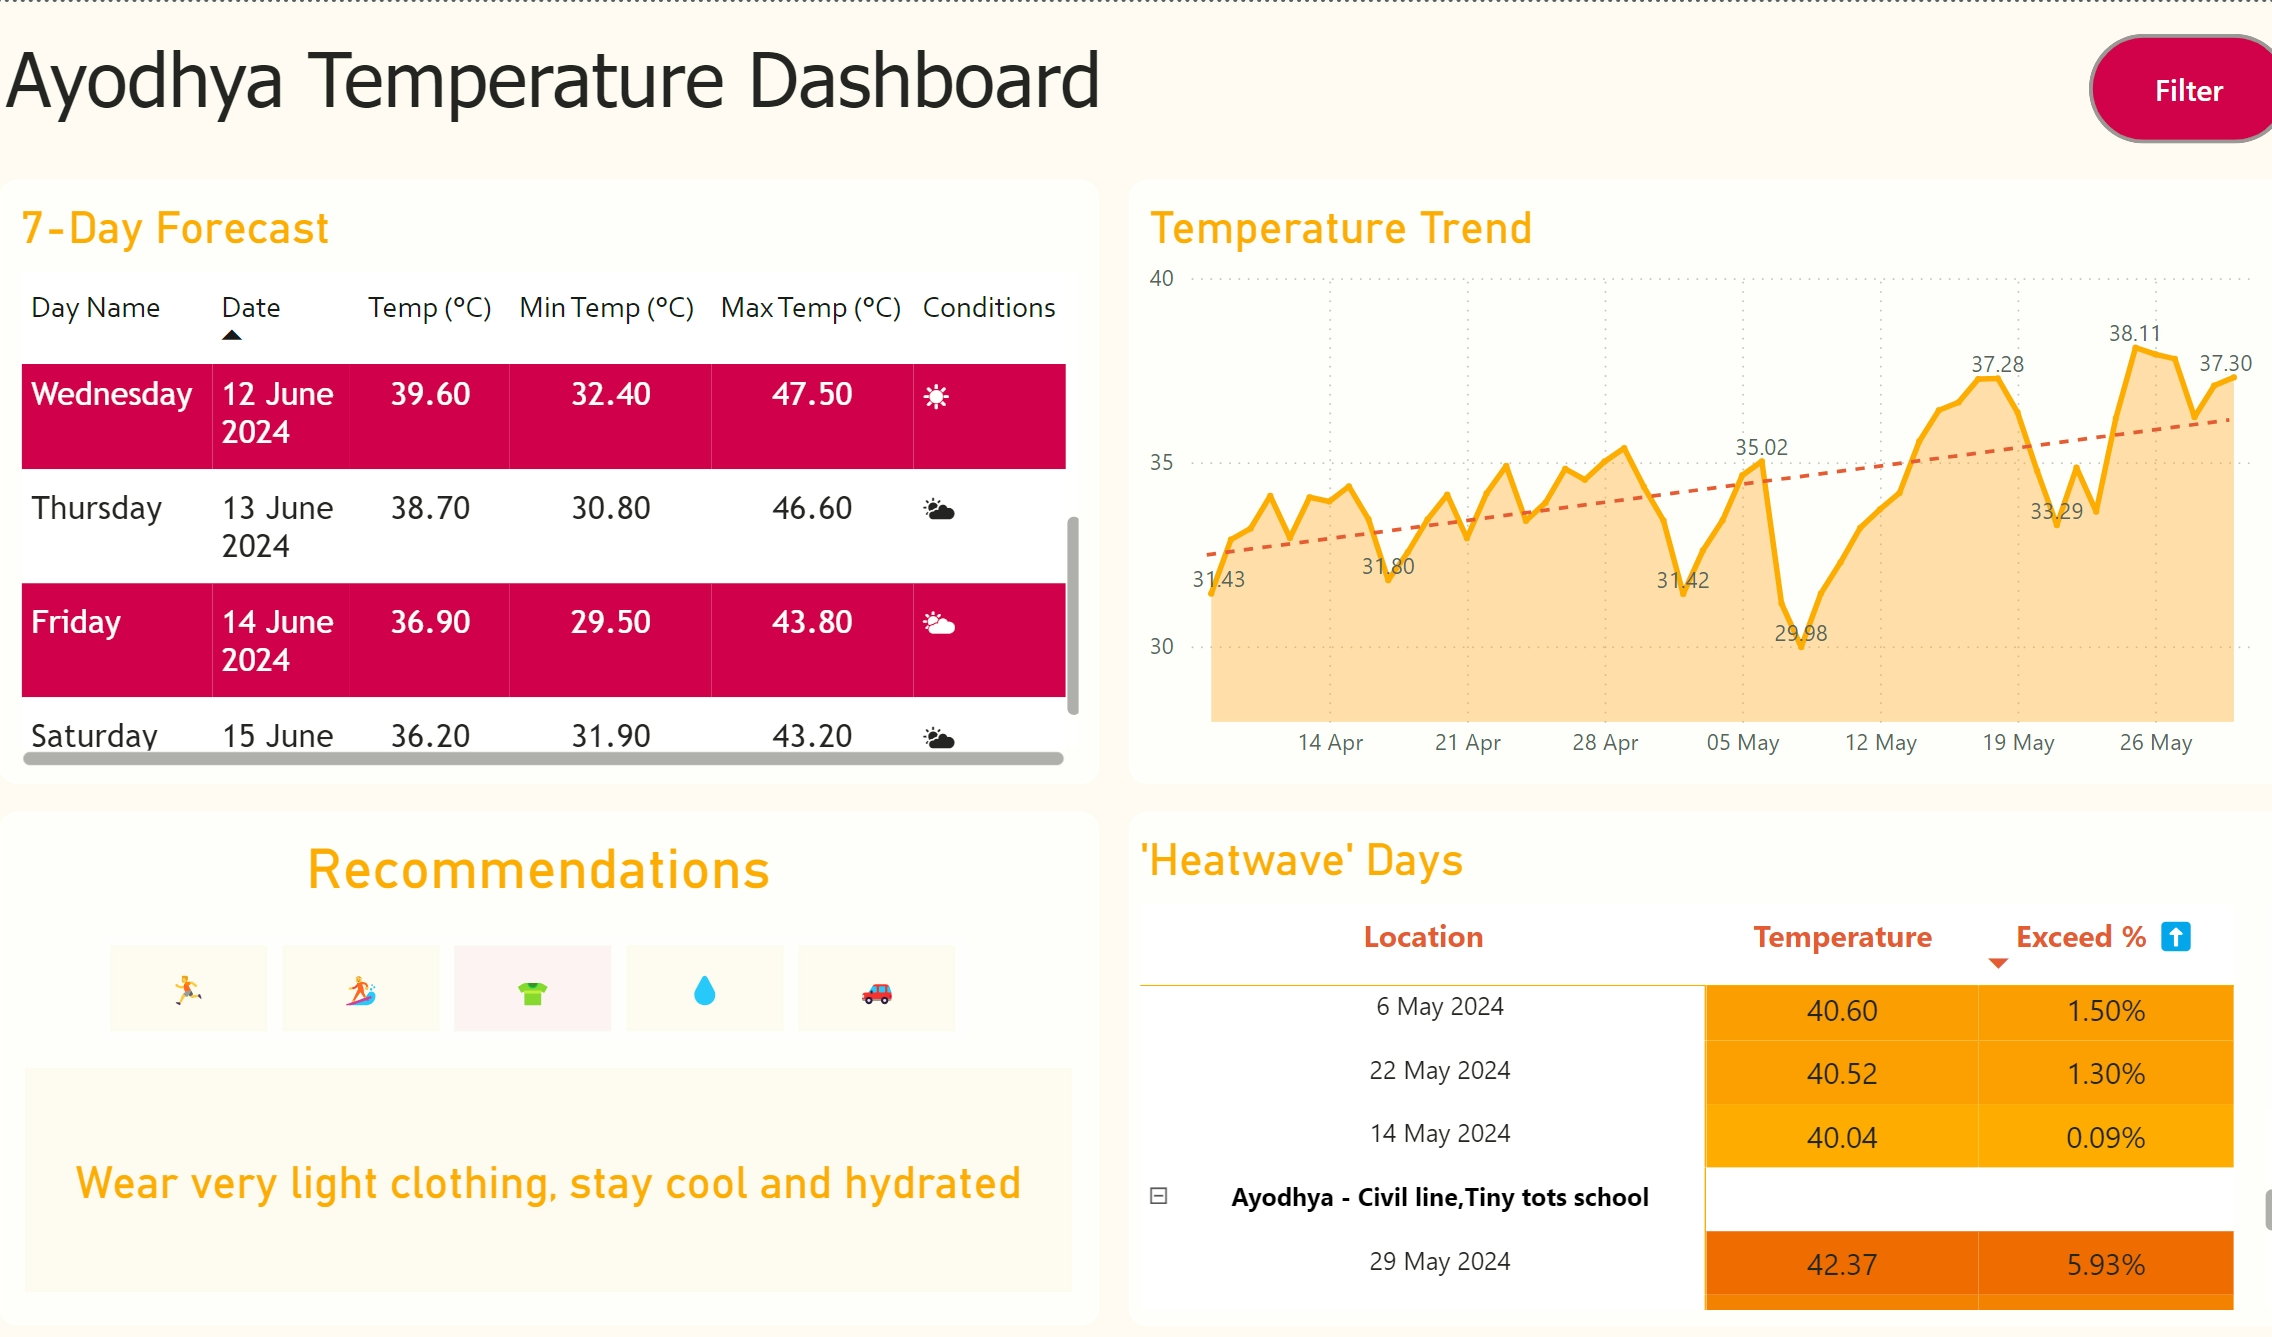 Ayodhya Temperature Dashboard
Filter
7-Day Forecast
Day Name Date Temp (°C) Min Temp (°C) Max Temp (°C) Conditions
Wednesday 12 June 2024 39.60 32.40 47.50
Thursday 13 June 2024 38.70 30.80 46.60
Friday 14 June 2024 36.90 29.50 43.80
Saturday 15 June 36.20 31.90 43.20
Temperature Trend
40
38.11
37.28
37.30
35.02
35
33.29
31.80
31.43
31.42
29.98
30
14 Apr 21 Apr 28 Apr 05 May 12 May 19 May 26 May
Recommendations
Wear very light clothing, stay cool and hydrated
'Heatwave' Days
Location Temperature Exceed %
6 May 2024 40.60 1.50%
22 May 2024 40.52 1.30%
14 May 2024 40.04 0.09%
Ayodhya - Civil line,Tiny tots school
29 May 2024 42.37 5.93%